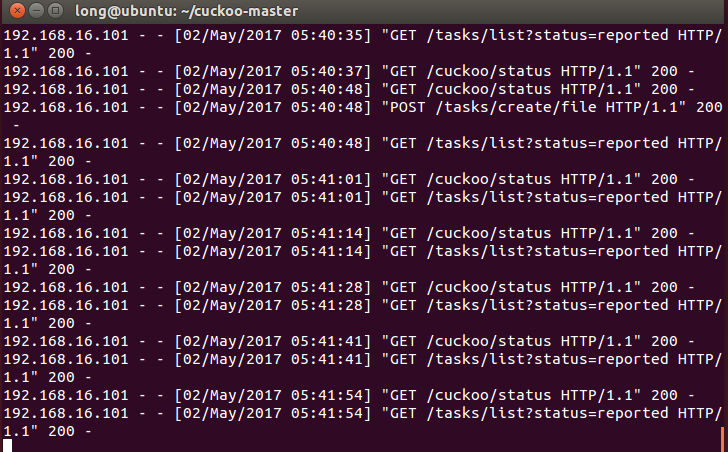 long@ubuntu: ~/cuckoo-master
192.168.16.101 - - [02/May/2017 05:40:35] "GET /tasks/list?status=reported HTTP/
1.1" 200 -
192.168.16.101 - - [02/May/2017 05:40:37] "GET /cuckoo/status HTTP/1.1" 200 -
192.168.16.101 - - [02/May/2017 05:40:48] "GET /cuckoo/status HTTP/1.1" 200 -
192.168.16.101 - - [02/May/2017 05:40:48] "POST /tasks/create/file HTTP/1.1" 200
 -
192.168.16.101 - - [02/May/2017 05:40:48] "GET /tasks/list?status=reported HTTP/
1.1" 200 -
192.168.16.101 - - [02/May/2017 05:41:01] "GET /cuckoo/status HTTP/1.1" 200 -
192.168.16.101 - - [02/May/2017 05:41:01] "GET /tasks/list?status=reported HTTP/
1.1" 200 -
192.168.16.101 - - [02/May/2017 05:41:14] "GET /cuckoo/status HTTP/1.1" 200 -
192.168.16.101 - - [02/May/2017 05:41:14] "GET /tasks/list?status=reported HTTP/
1.1" 200 -
192.168.16.101 - - [02/May/2017 05:41:28] "GET /cuckoo/status HTTP/1.1" 200 -
192.168.16.101 - - [02/May/2017 05:41:28] "GET /tasks/list?status=reported HTTP/
1.1" 200 -
192.168.16.101 - - [02/May/2017 05:41:41] "GET /cuckoo/status HTTP/1.1" 200 -
192.168.16.101 - - [02/May/2017 05:41:41] "GET /tasks/list?status=reported HTTP/
1.1" 200 -
192.168.16.101 - - [02/May/2017 05:41:54] "GET /cuckoo/status HTTP/1.1" 200 -
192.168.16.101 - - [02/May/2017 05:41:54] "GET /tasks/list?status=reported HTTP/
1.1" 200 -